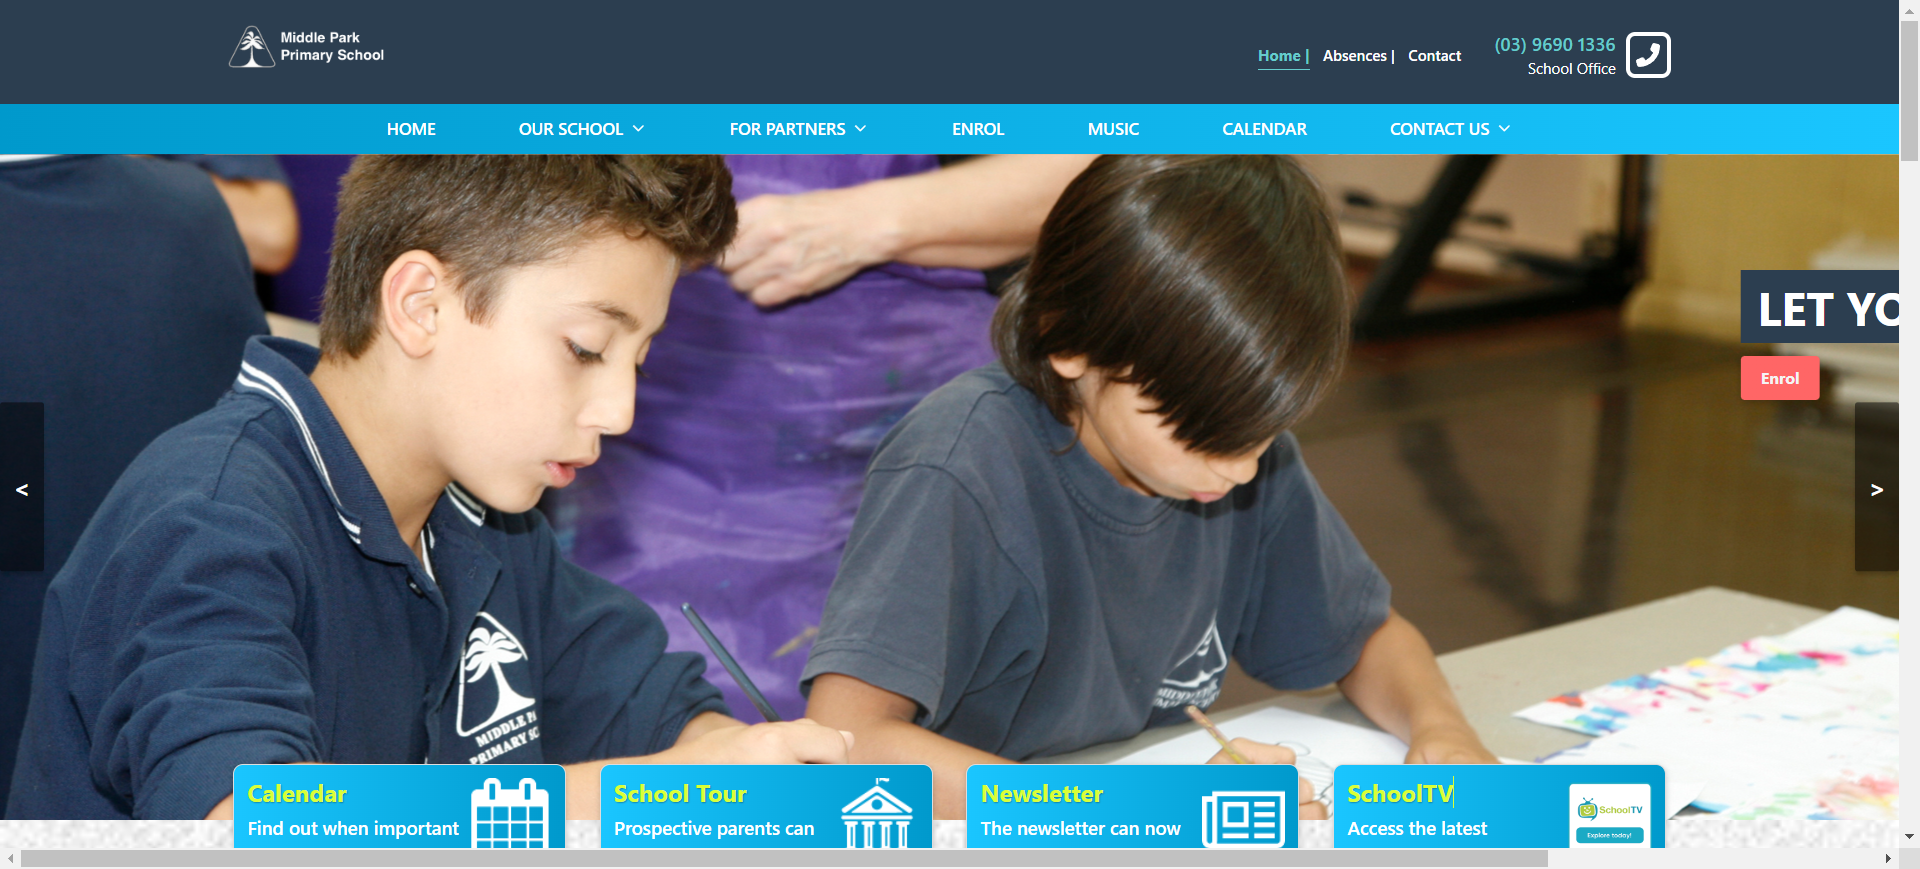 Middle Park
Primary School
Home |
Absences |
Contact
(03) 9690 1336
School Office
HOME
OUR SCHOOL
FOR PARTNERS
ENROL
MUSIC
CALENDAR
CONTACT US
LET YO
Enrol
<
>
MIDDLE PA
PRIMARY SC
Calendar
Find out when important
School Tour
Prospective parents can
Newsletter
The newsletter can now
SchoolTV
Access the latest
SchoolTV
Explore today!